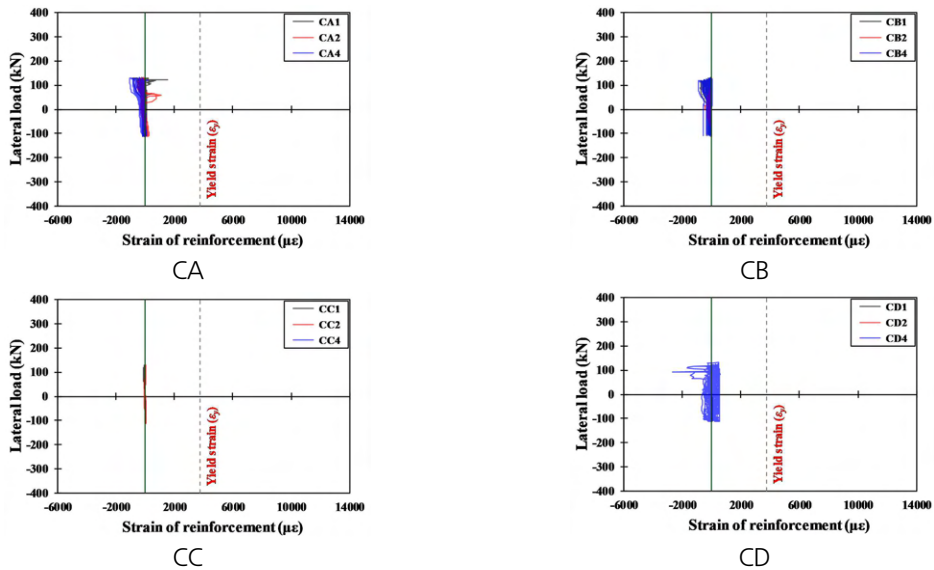 400
300
200
100
0
-100
-200
-300
-400
Lateral load (kN)
CA1
CA2
CA4
Yield strain (εy)
-6000 -2000 2000 6000 10000 14000
Strain of reinforcement (με)
CA
400
300
200
100
0
-100
-200
-300
-400
Lateral load (kN)
CB1
CB2
CB4
Yield strain (εy)
-6000 -2000 2000 6000 10000 14000
Strain of reinforcement (με)
CB
400
300
200
100
0
-100
-200
-300
-400
Lateral load (kN)
CC1
CC2
CC4
Yield strain (εy)
-6000 -2000 2000 6000 10000 14000
Strain of reinforcement (με)
CC
400
300
200
100
0
-100
-200
-300
-400
Lateral load (kN)
CD1
CD2
CD4
Yield strain (εy)
-6000 -2000 2000 6000 10000 14000
Strain of reinforcement (με)
CD